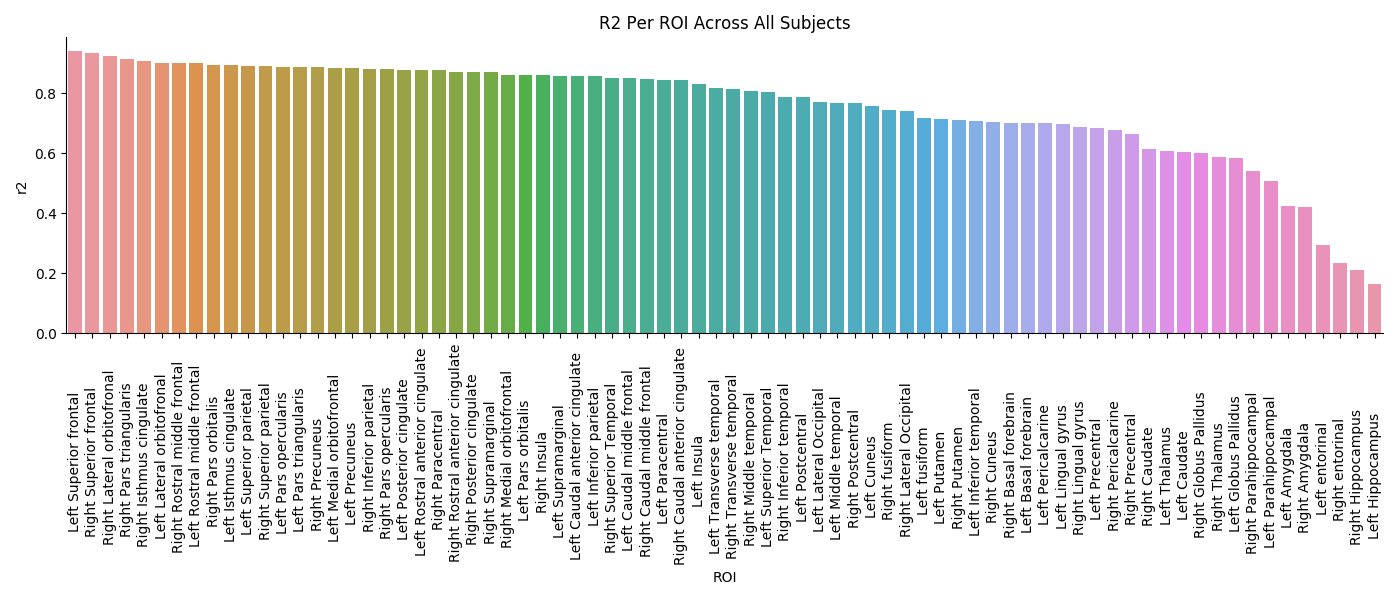 R2 Per ROI Across All Subjects
r2
0.8
0.6
0.4
0.2
0.0
Left Superior frontal
Right Superior frontal
Right Lateral orbitofronal
Right Pars triangularis
Right Isthmus cingulate
Left Lateral orbitofronal
Right Rostral middle frontal
Left Rostral middle frontal
Right Pars orbitalis
Left Isthmus cingulate
Left Superior parietal
Right Superior parietal
Left Pars opercularis
Left Pars triangularis
Right Precuneus
Left Medial orbitofrontal
Left Precuneus
Right Inferior parietal
Right Pars opercularis
Left Posterior cingulate
Left Rostral anterior cingulate
Right Paracentral
Right Rostral anterior cingulate
Right Posterior cingulate
Right Supramarginal
Right Medial orbitofrontal
Left Pars orbitalis
Right Insula
Left Supramarginal
Left Caudal anterior cingulate
Left Inferior parietal
Right Superior Temporal
Left Caudal middle frontal
Right Caudal middle frontal
Left Paracentral
Right Caudal anterior cingulate
Left Insula
Left Transverse temporal
Right Transverse temporal
Right Middle temporal
Left Superior Temporal
Right Inferior temporal
Left Postcentral
Left Lateral Occipital
Left Middle temporal
Right Postcentral
Left Cuneus
Right fusiform
Right Lateral Occipital
Left fusiform
Left Putamen
Right Putamen
Left Inferior temporal
Right Cuneus
Right Basal forebrain
Left Basal forebrain
Left Pericalcarine
Left Lingual gyrus
Right Lingual gyrus
Left Precentral
Right Pericalcarine
Right Precentral
Right Caudate
Left Thalamus
Left Caudate
Right Globus Pallidus
Right Thalamus
Left Globus Pallidus
Right Parahippocampal
Left Parahippocampal
Left Amygdala
Right Amygdala
Left entorinal
Right entorinal
Right Hippocampus
Left Hippocampus
ROI